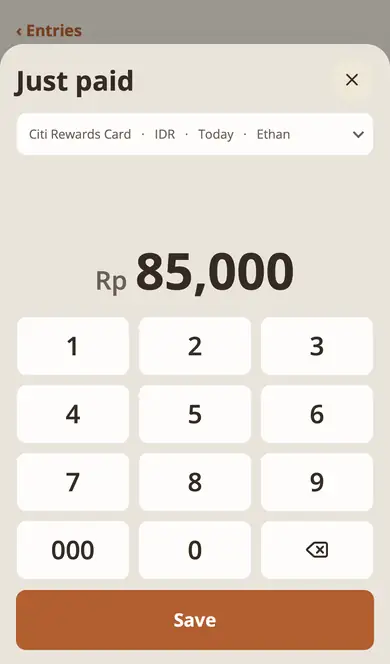 ‹ Entries
Just paid
Citi Rewards Card · IDR · Today · Ethan
Rp 85,000
1 2 3
4 5 6
7 8 9
000 0
Save